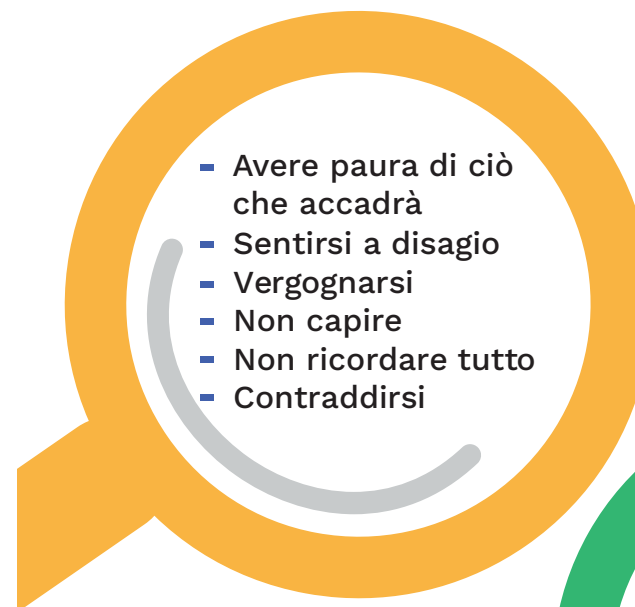 - Avere paura di ciò
che accadrà
- Sentirsi a disagio
- Vergognarsi
- Non capire
- Non ricordare tutto
- Contraddirsi